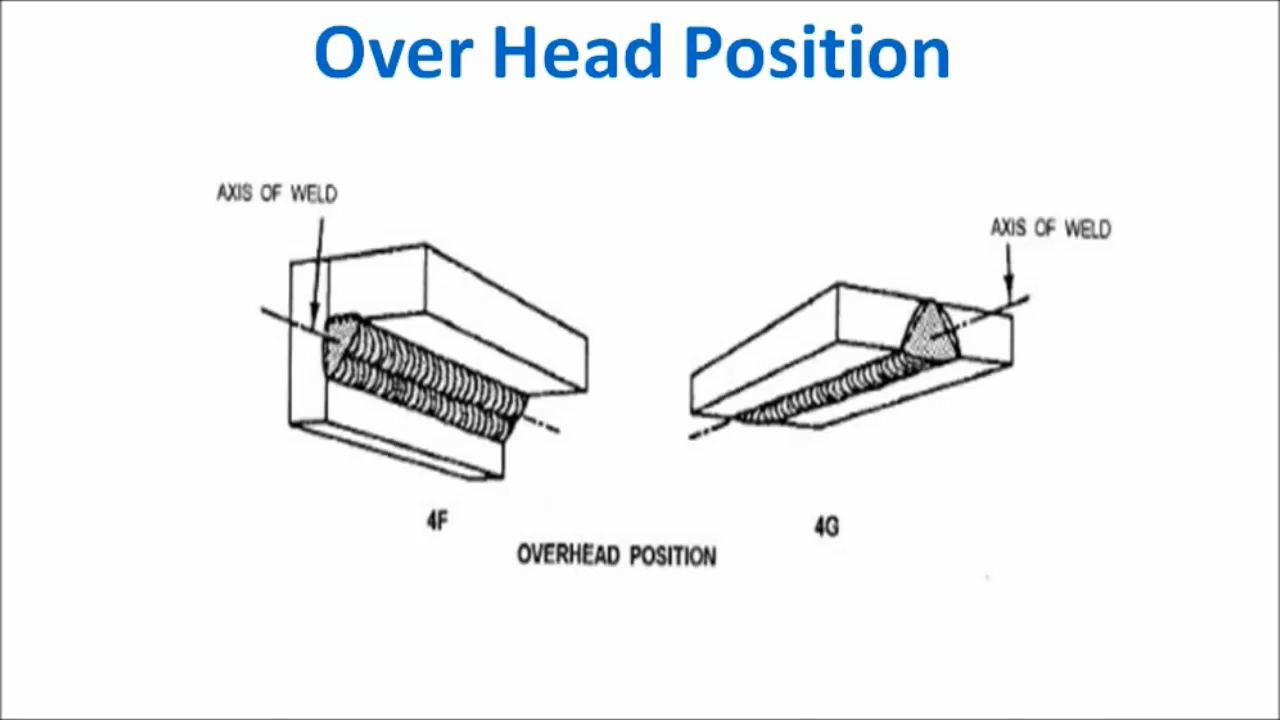 Over Head Position
AXIS OF WELD
AXIS OF WELD
4F
4G
OVERHEAD POSITION